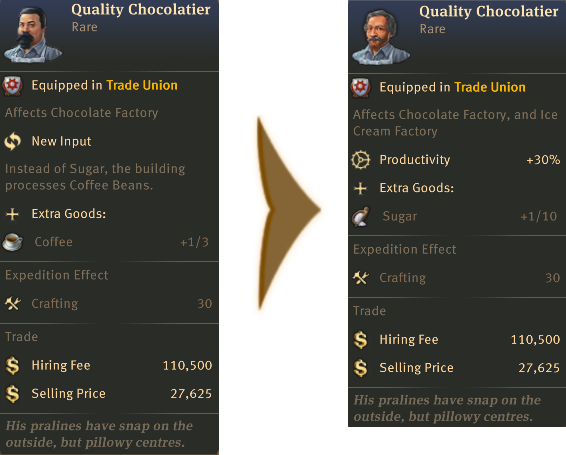 Quality Chocolatier
Rare
Equipped in Trade Union
Affects Chocolate Factory
New Input
Instead of Sugar, the building
processes Coffee Beans.
Extra Goods:
Coffee +1/3
Expedition Effect
Crafting 30
Trade
Hiring Fee 110,500
Selling Price 27,625
His pralines have snap on the
outside, but pillowy centres.
Quality Chocolatier
Rare
Equipped in Trade Union
Affects Chocolate Factory, and Ice
Cream Factory
Productivity +30%
Extra Goods:
Sugar +1/10
Expedition Effect
Crafting 30
Trade
Hiring Fee 110,500
Selling Price 27,625
His pralines have snap on the
outside, but pillowy centres.